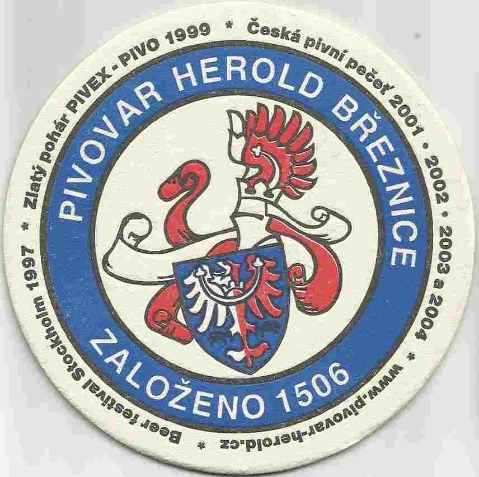 Beer festival Stockholm 1997 * Zlatý pohár PIVEX - PIVO 1999 * Česká pivní pečeť 2001 • 2002 • 2003 a 2004 * www.pivovar-herold.cz *
PIVOVAR HEROLD BŘEZNICE
ZALOŽENO 1506